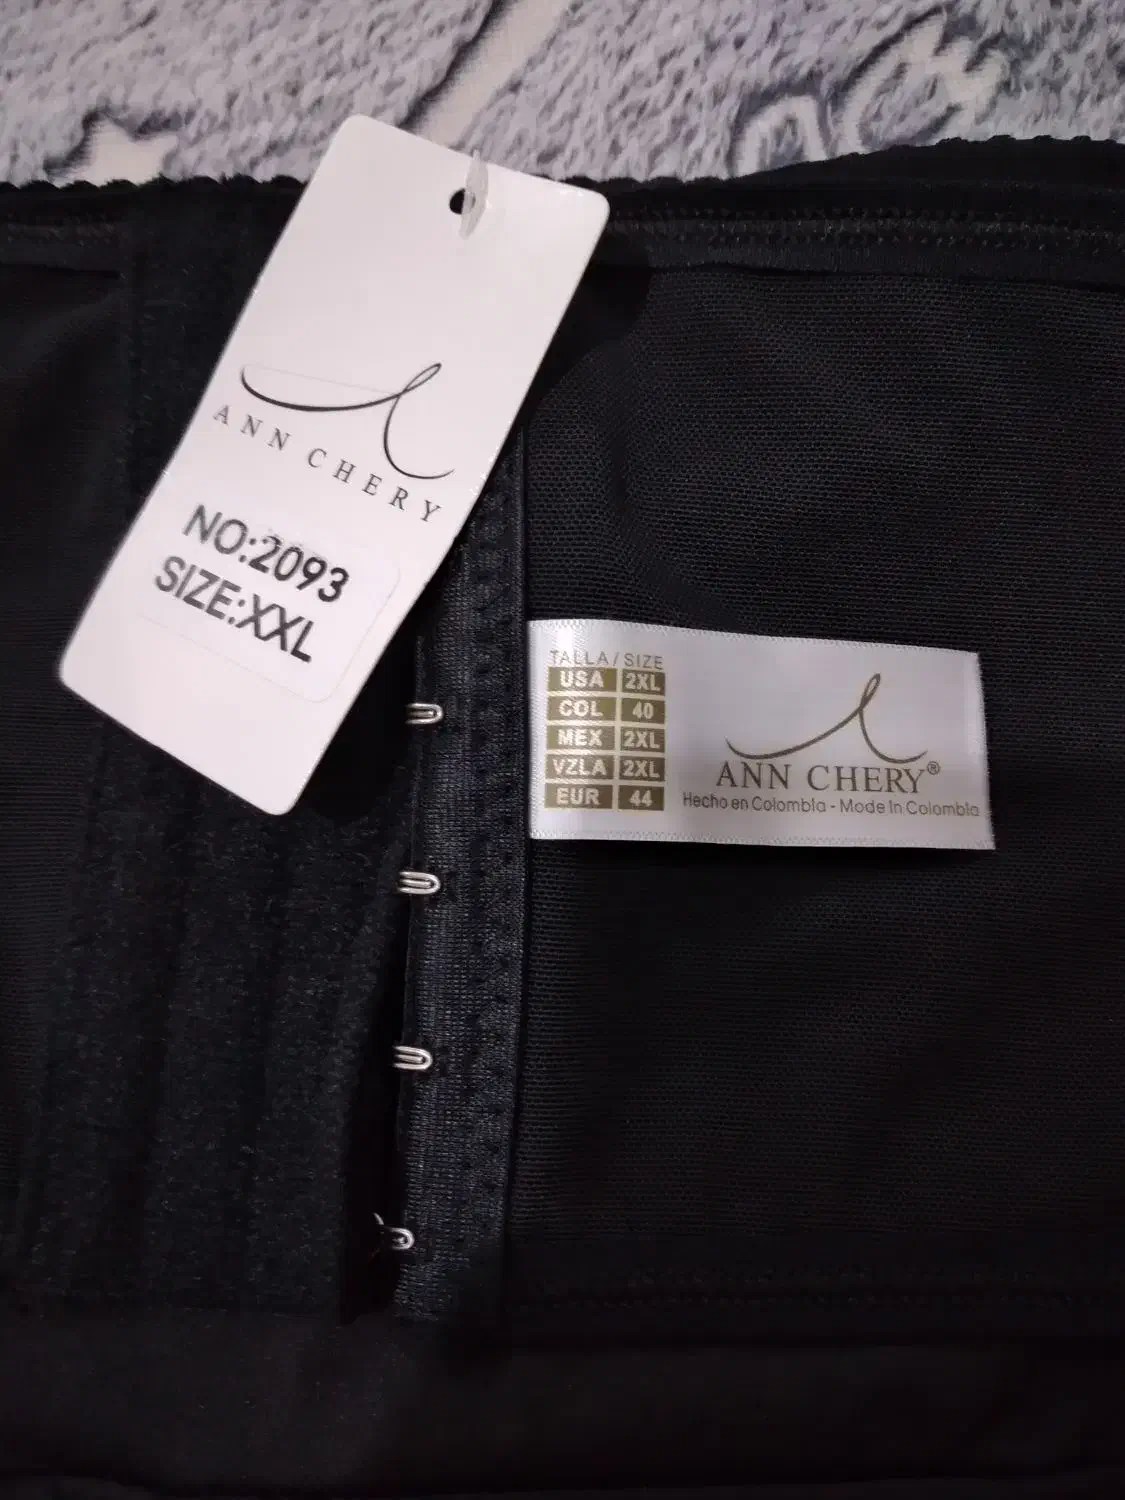 ANN CHERY
NO:2093
SIZE:XXL
TALLA / SIZE
USA 2XL
COL 40
MEX 2XL
VZLA 2XL
EUR 44
ANN CHERY®
Hecho en Colombia - Made In Colombia